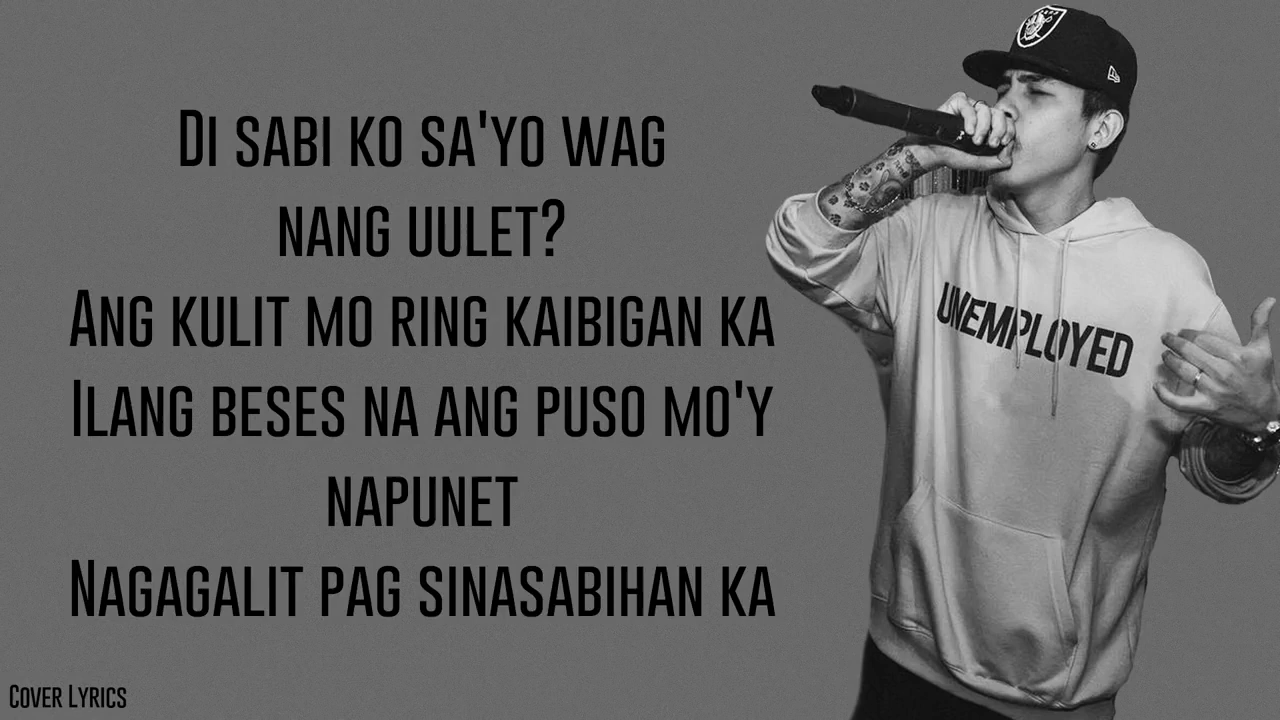 Di sabi ko sa'yo wag
nang uulet?
Ang kulit mo ring kaibigan ka
Ilang beses na ang puso mo'y
napunet
Nagagalit pag sinasabihan ka
UNEMPLOYED
Cover Lyrics